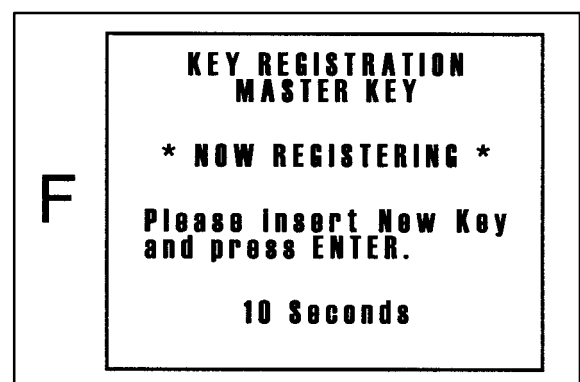 F
KEY REGISTRATION
MASTER KEY
* NOW REGISTERING *
Please insert New Key
and press ENTER.
10 Seconds